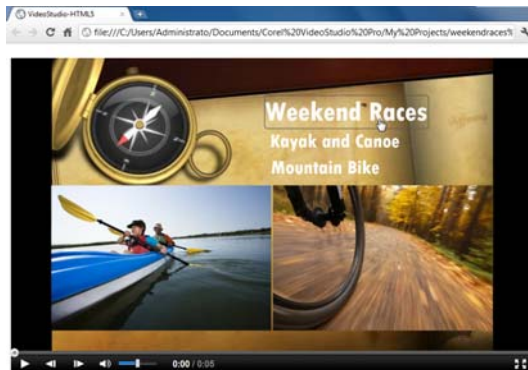 VideoStudio-HTML5
file:///C:/Users/Administrato/Documents/Corel%20VideoStudio%20Pro/My%20Projects/weekendraces%
Weekend Races
Kayak and Canoe
Mountain Bike
0:00 / 0:05